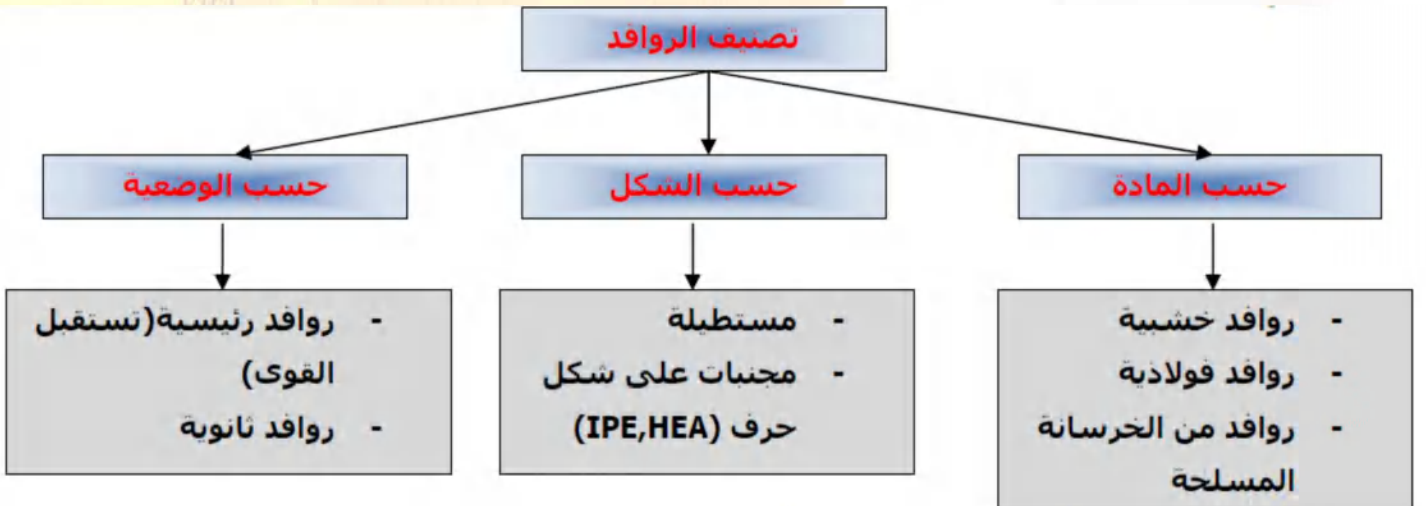 تصنيف الروافد
حسب المادة
حسب الشكل
حسب الوضعية
- روافد خشبية
- روافد فولاذية
- روافد من الخرسانة
المسلحة
- مستطيلة
- مجنبات على شكل
حرف (IPE,HEA)
- روافد رئيسية(تستقبل
القوى)
- روافد ثانوية